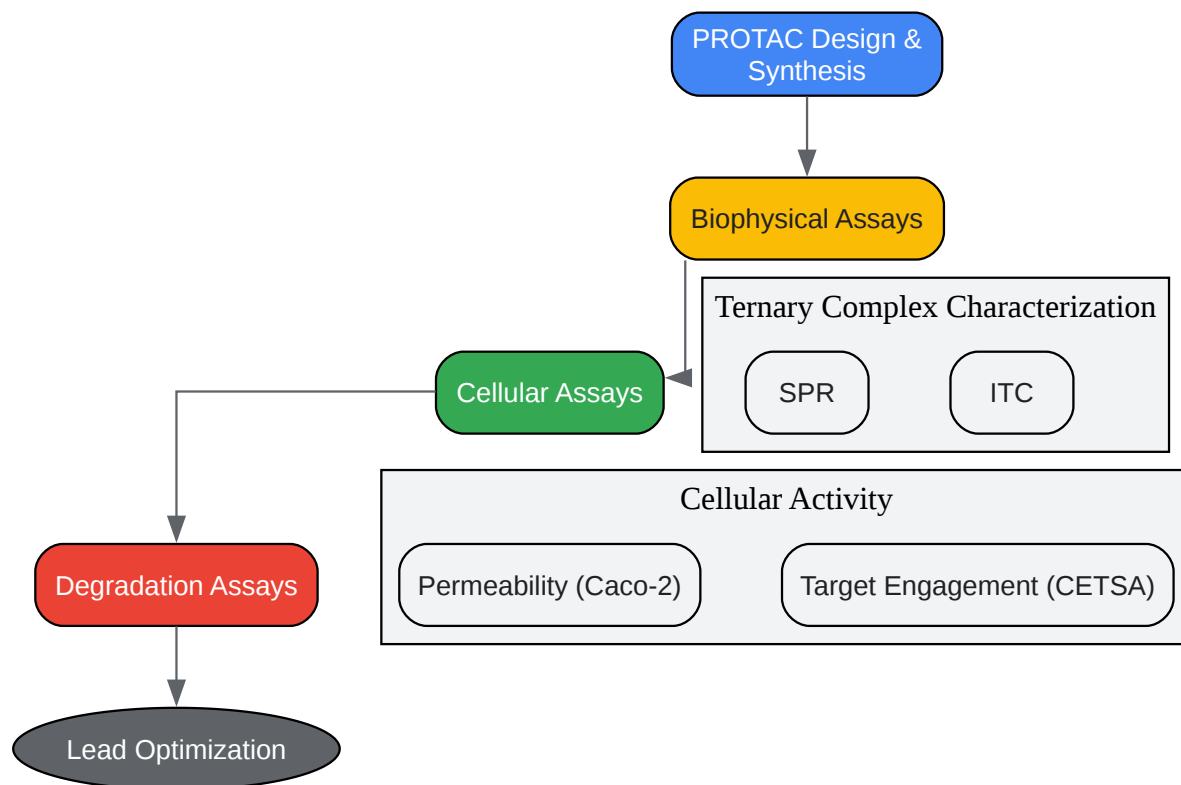 PROTAC Design &
Synthesis
Biophysical Assays
Ternary Complex Characterization
Cellular Assays
SPR
ITC
Cellular Activity
Degradation Assays
Permeability (Caco-2)
Target Engagement (CETSA)
Lead Optimization